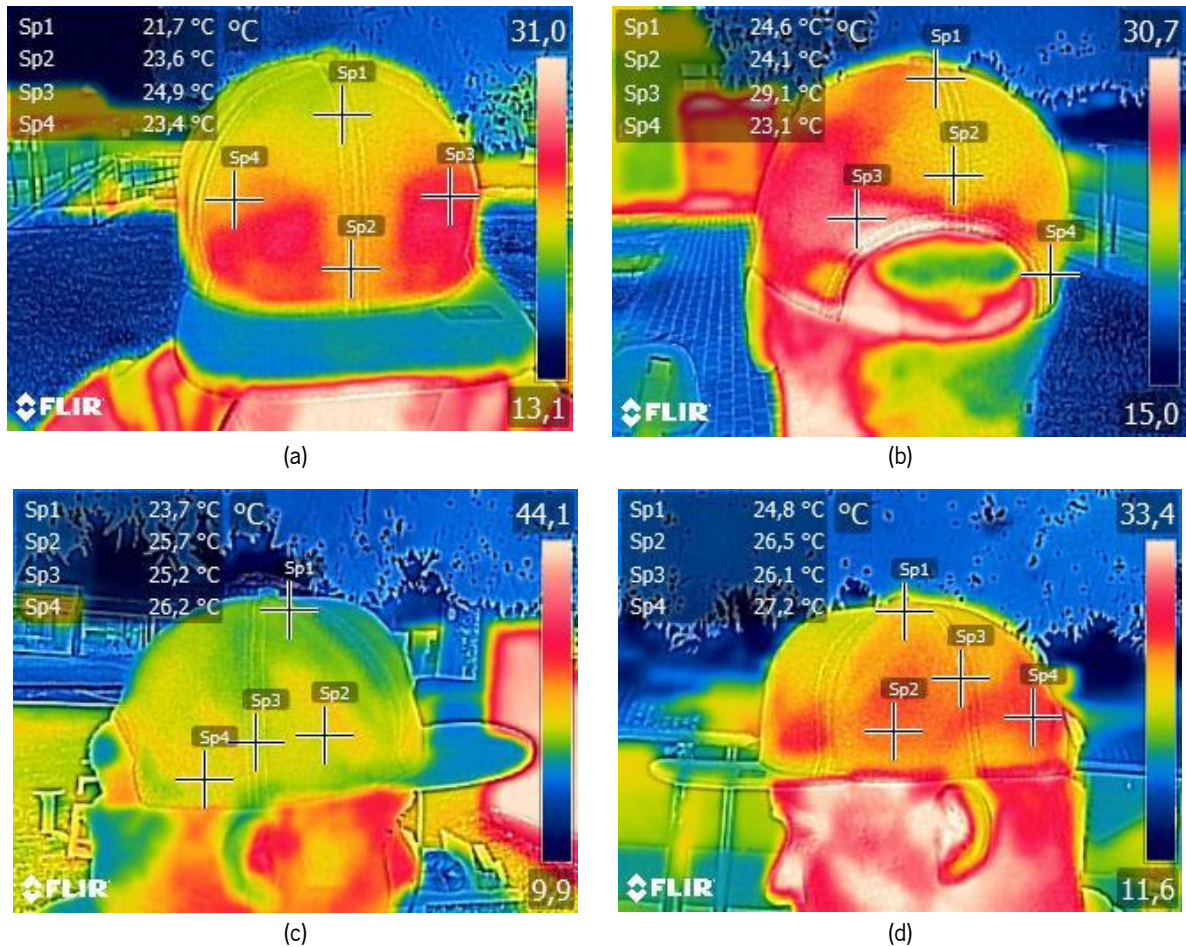 Sp1 21,7 °C °C 31,0
Sp2 23,6 °C
Sp3 24,9 °C
Sp4 23,4 °C
Sp1
Sp4
Sp3
Sp2
FLIR
13,1
(a)
Sp1 24,6 °C °C 30,7
Sp2 24,1 °C
Sp3 29,1 °C
Sp4 23,1 °C
Sp1
Sp2
Sp3
Sp4
FLIR
15,0
(b)
Sp1 23,7 °C °C 44,1
Sp2 25,7 °C
Sp3 25,2 °C
Sp4 26,2 °C
Sp1
Sp3
Sp2
Sp4
FLIR
9,9
(c)
Sp1 24,8 °C °C 33,4
Sp2 26,5 °C
Sp3 26,1 °C
Sp4 27,2 °C
Sp1
Sp3
Sp2
Sp4
FLIR
11,6
(d)